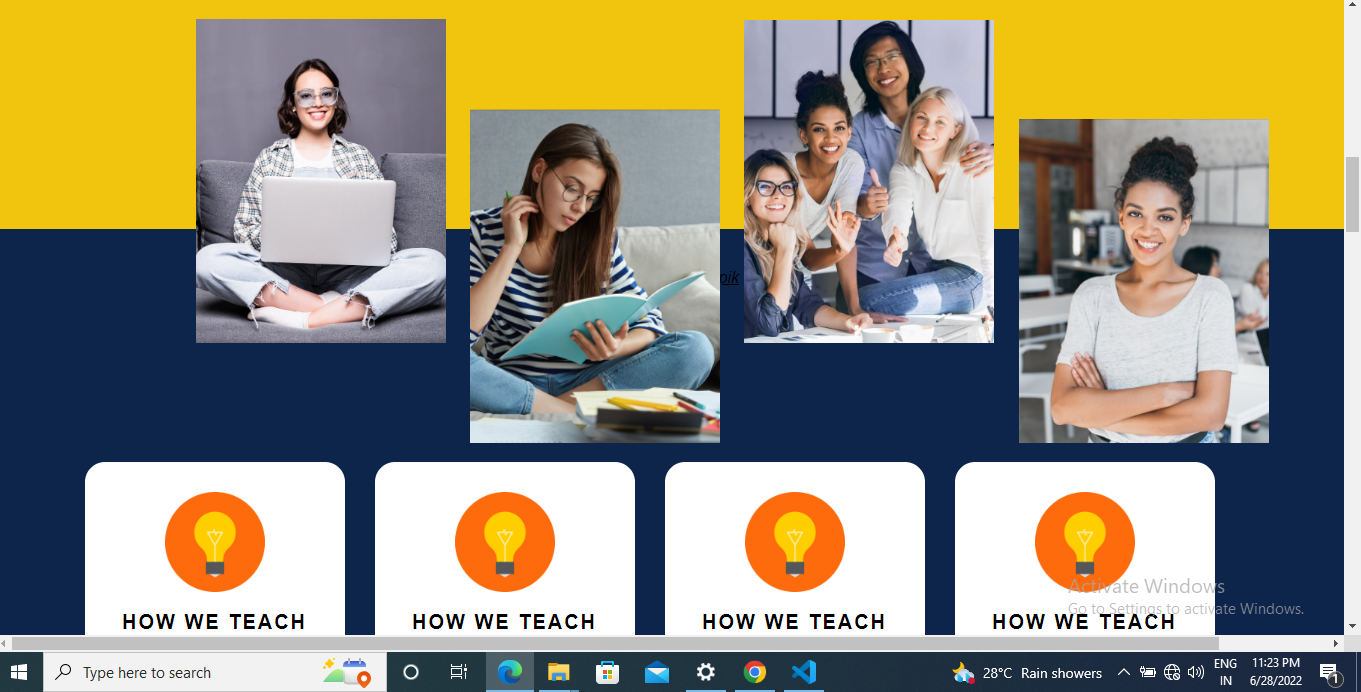 pik
HOW WE TEACH
HOW WE TEACH
HOW WE TEACH
HOW WE TEACH
Activate Windows
Go to Settings to activate Windows.
Type here to search
28°C Rain showers
ENG
IN
11:23 PM
6/28/2022
1